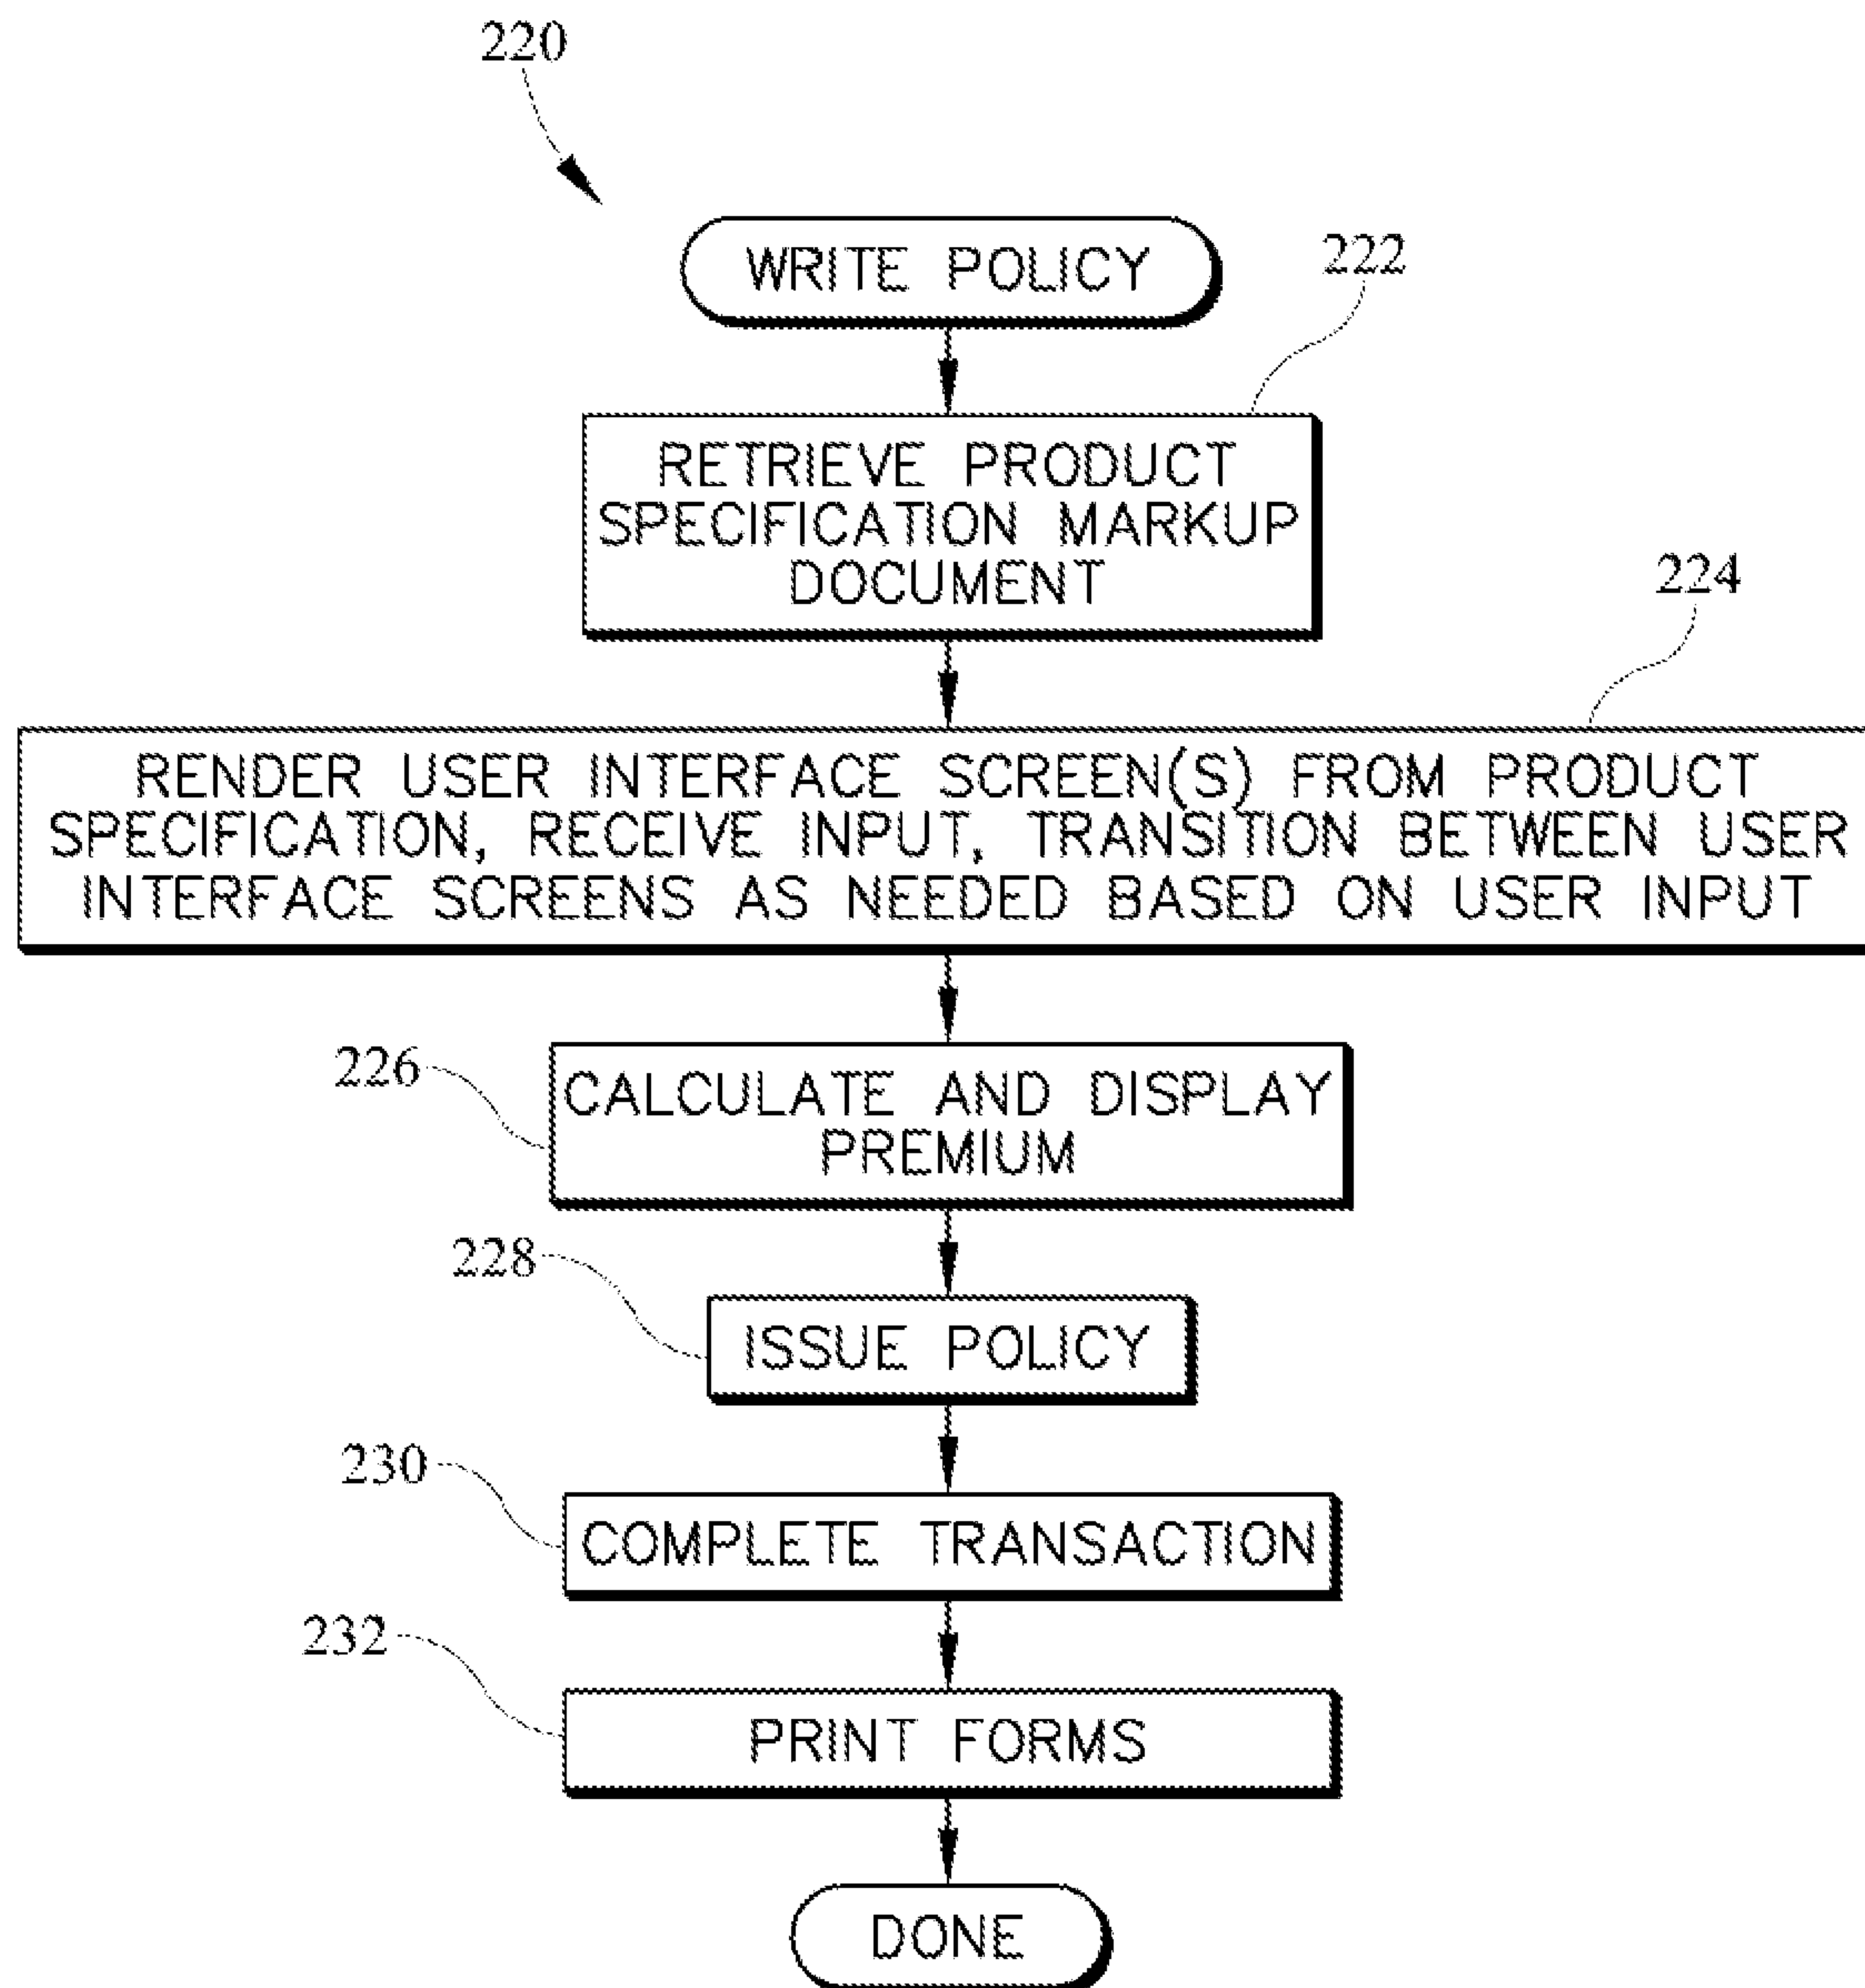 220
WRITE POLICY
222
RETRIEVE PRODUCT
SPECIFICATION MARKUP
DOCUMENT
224
RENDER USER INTERFACE SCREEN(S) FROM PRODUCT
SPECIFICATION, RECEIVE INPUT, TRANSITION BETWEEN USER
INTERFACE SCREENS AS NEEDED BASED ON USER INPUT
226
CALCULATE AND DISPLAY
PREMIUM
228
ISSUE POLICY
230
COMPLETE TRANSACTION
232
PRINT FORMS
DONE